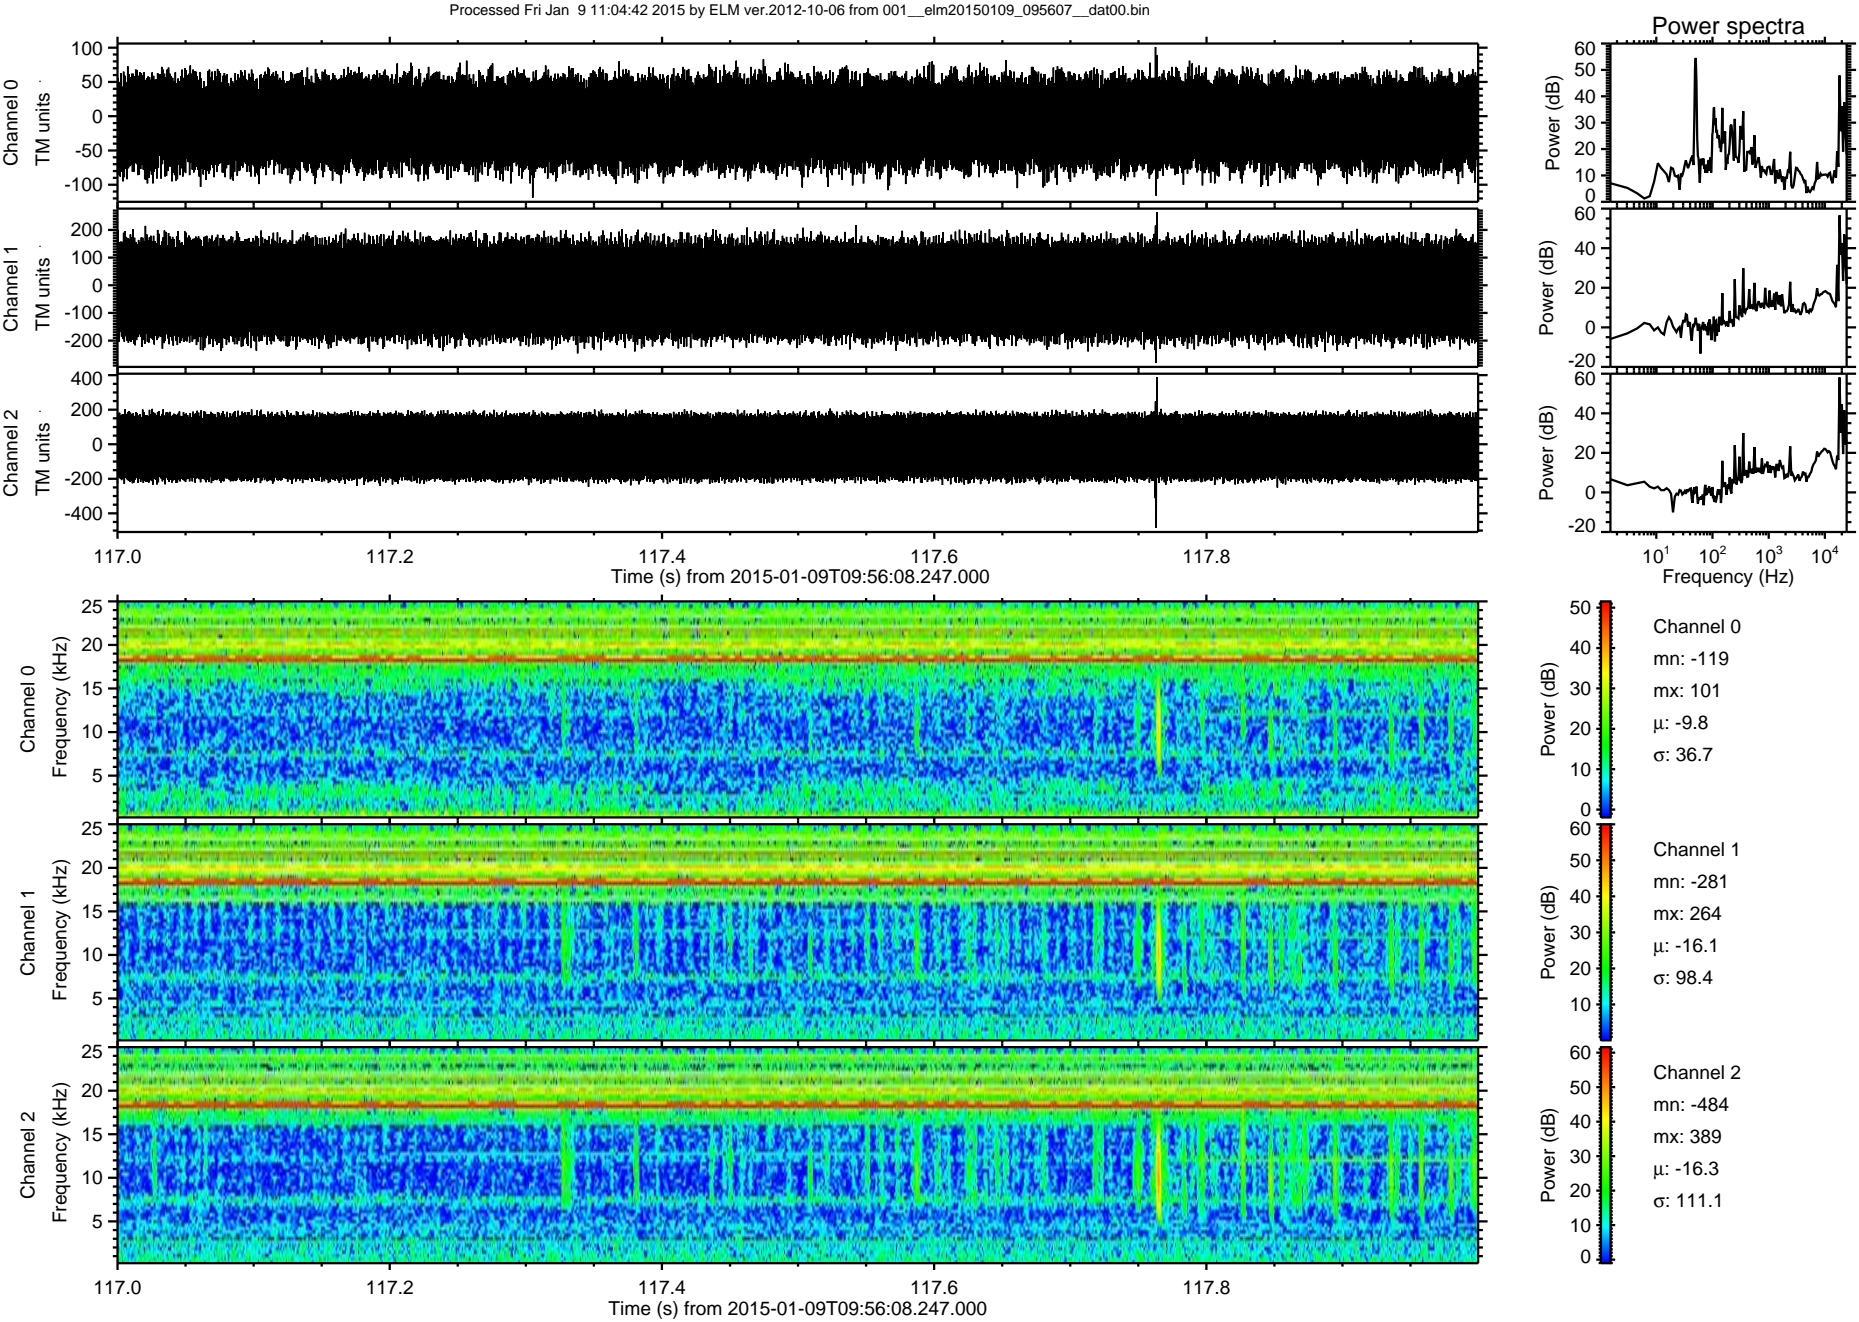 Processed Fri Jan 9 11:04:42 2015 by ELM ver.2012-10-06 from 001__elm20150109_095607__dat00.bin
Power spectra
Channel 0
TM units
100
50
0
-50
-100
Power (dB)
60
50
40
30
20
10
0
Channel 1
TM units
200
100
0
-100
-200
Power (dB)
60
40
20
0
-20
Channel 2
TM units
400
200
0
-200
-400
Power (dB)
60
40
20
0
-20
117.0 117.2 117.4 117.6 117.8
Time (s) from 2015-01-09T09:56:08.247.000
10^1 10^2 10^3 10^4
Frequency (Hz)
Channel 0
Frequency (kHz)
25
20
15
10
5
Power (dB)
50
40
30
20
10
0
Channel 0
mn: -119
mx: 101
μ: -9.8
σ: 36.7
Channel 1
Frequency (kHz)
25
20
15
10
5
Power (dB)
60
50
40
30
20
10
Channel 1
mn: -281
mx: 264
μ: -16.1
σ: 98.4
Channel 2
Frequency (kHz)
25
20
15
10
5
Power (dB)
60
50
40
30
20
10
0
Channel 2
mn: -484
mx: 389
μ: -16.3
σ: 111.1
117.0 117.2 117.4 117.6 117.8
Time (s) from 2015-01-09T09:56:08.247.000